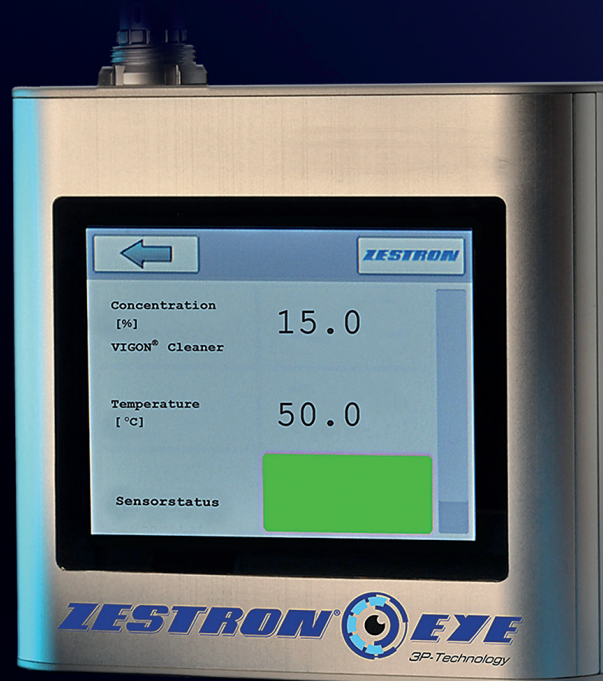 ZESTRON
Concentration
[%]
VIGON® Cleaner
15.0
Temperature
[°C]
50.0
Sensorstatus
ZESTRON® EYE
3P-Technology